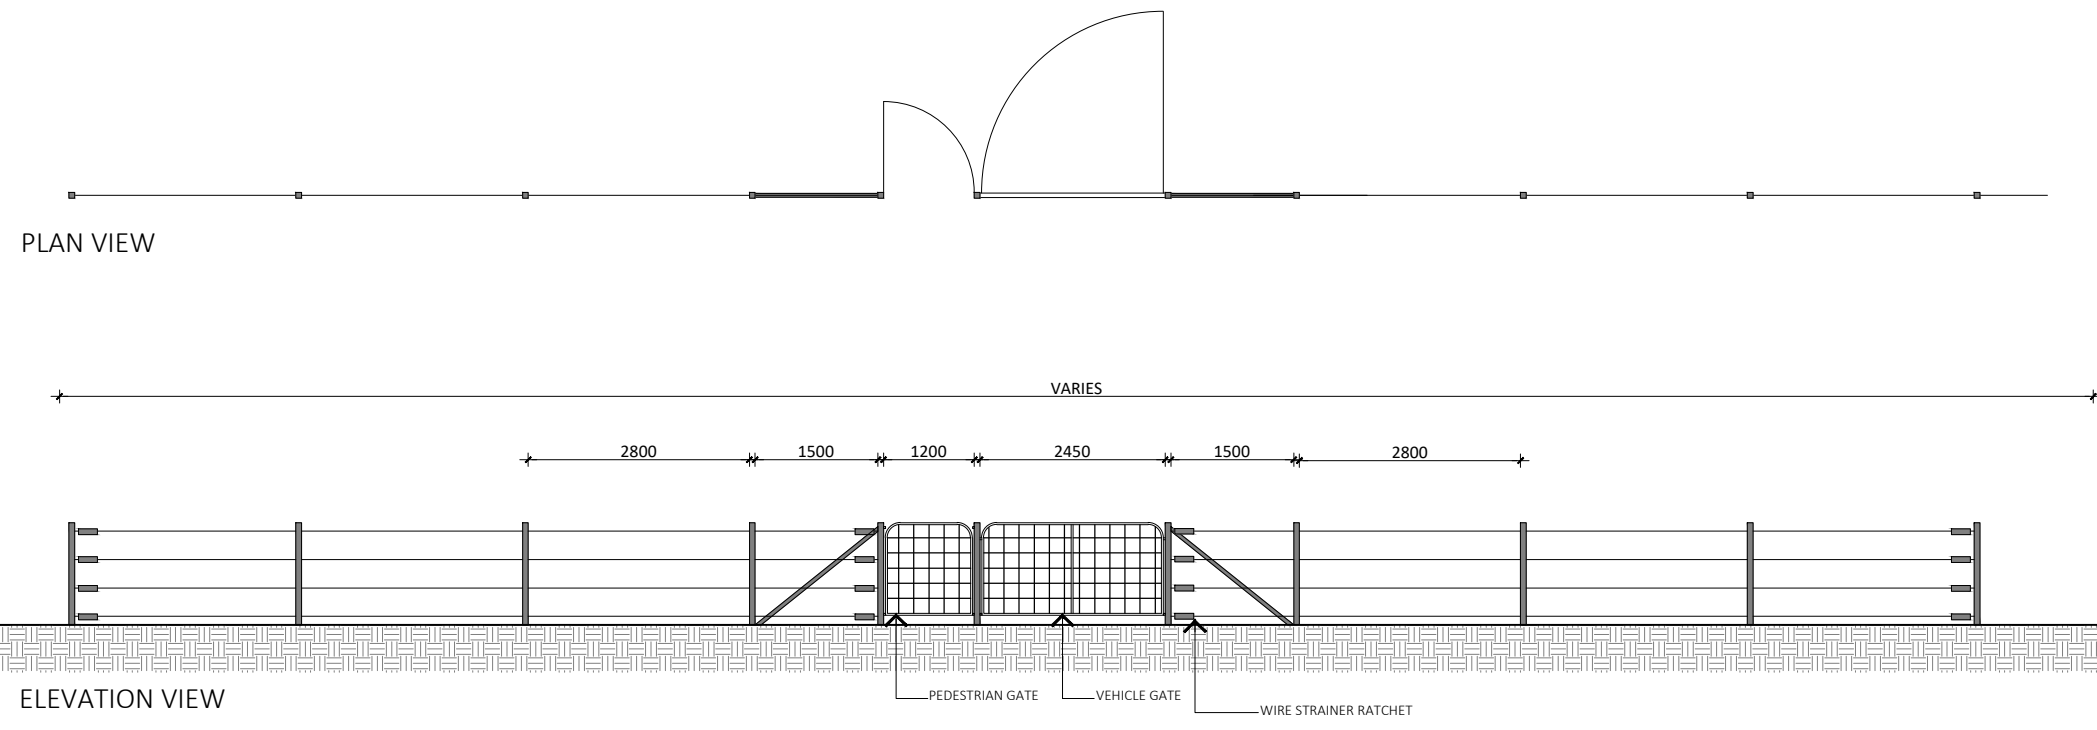 PLAN VIEW
VARIES
2800 1500 1200 2450 1500 2800
PEDESTRIAN GATE VEHICLE GATE
WIRE STRAINER RATCHET
ELEVATION VIEW